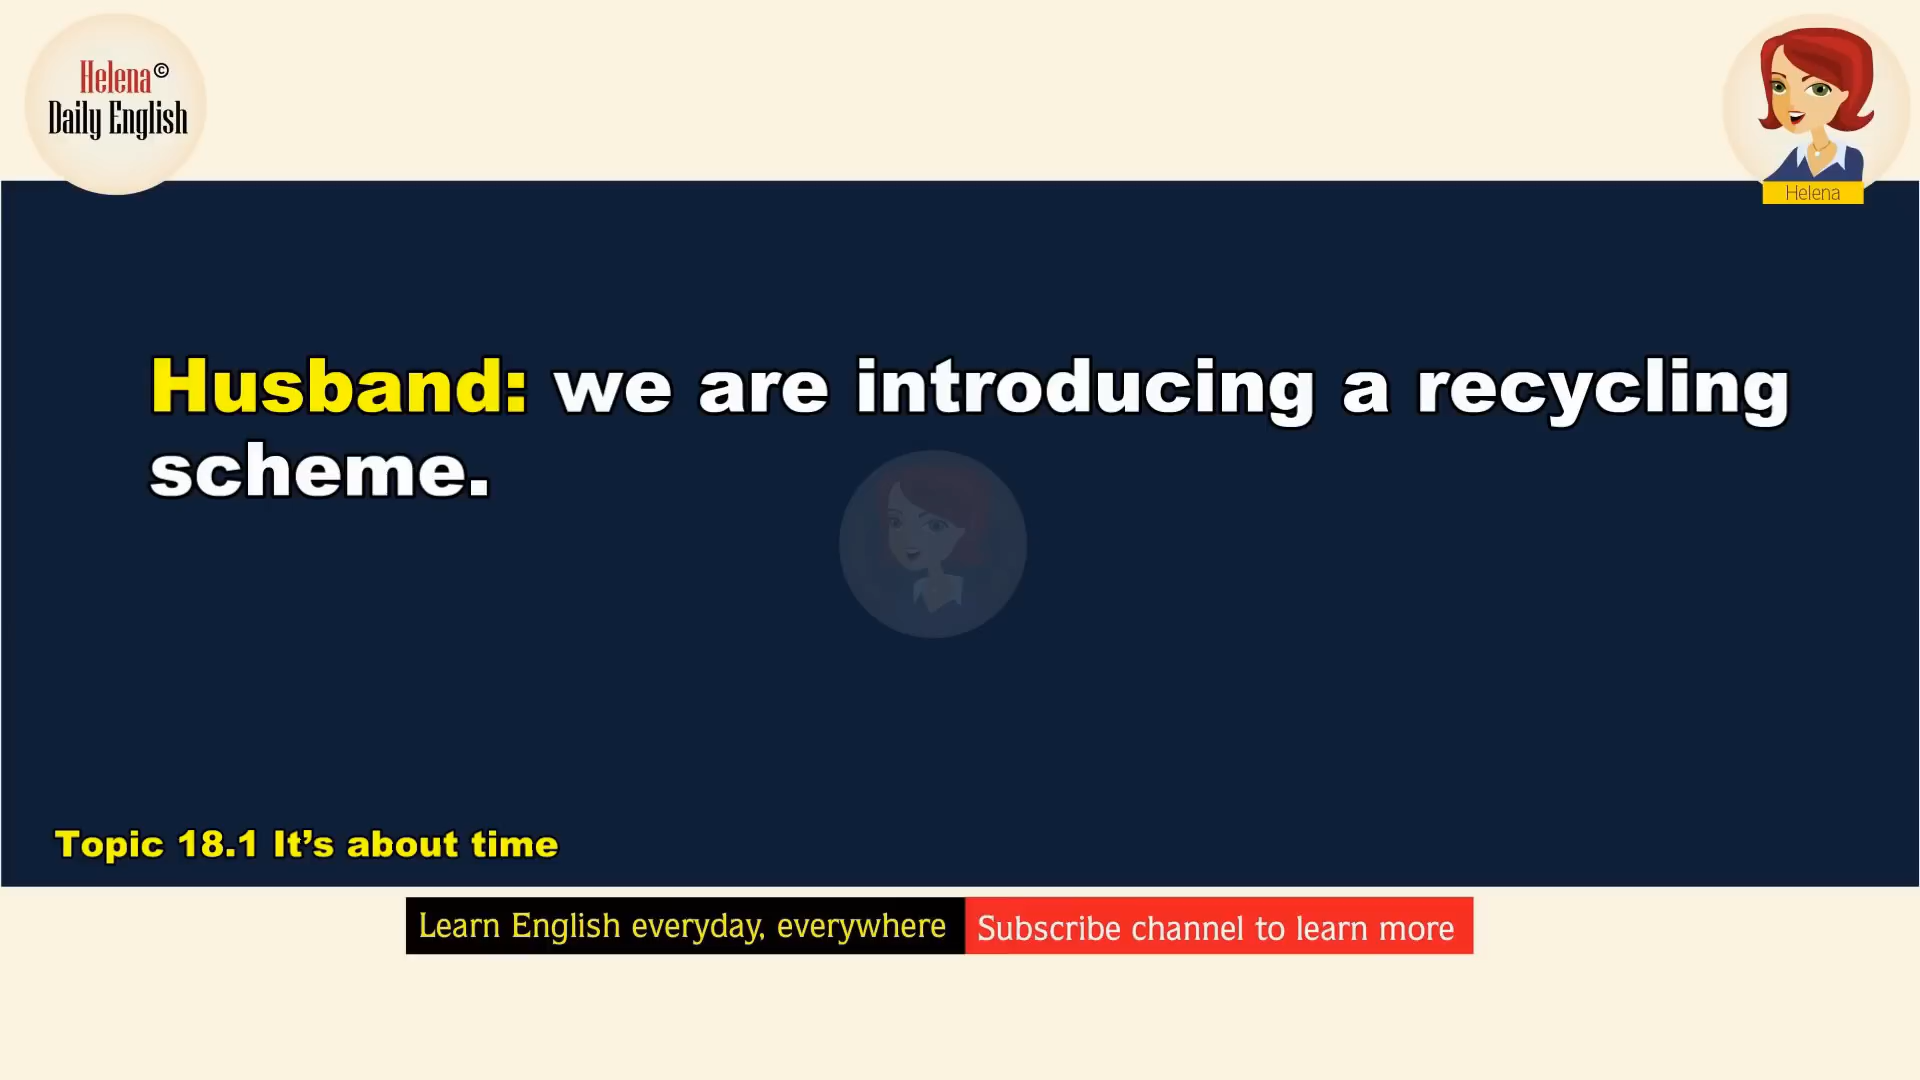 Helena©
Daily English
Helena
Husband: we are introducing a recycling
scheme.
Topic 18.1 It’s about time
Learn English everyday, everywhere
Subscribe channel to learn more